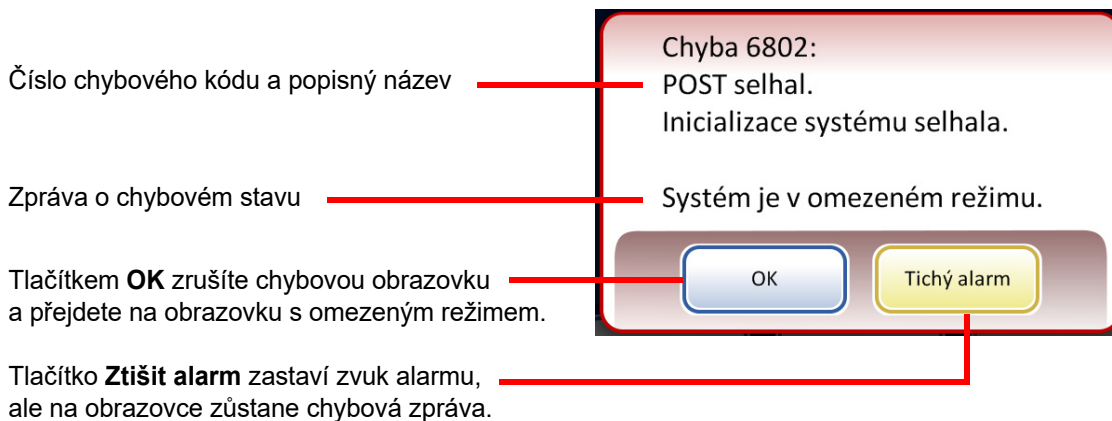 Číslo chybového kódu a popisný název
Zpráva o chybovém stavu
Tlačítkem OK zrušíte chybovou obrazovku
a přejdete na obrazovku s omezeným režimem.
Tlačítko Ztišit alarm zastaví zvuk alarmu,
ale na obrazovce zůstane chybová zpráva.
Chyba 6802:
POST selhal.
Inicializace systému selhala.
Systém je v omezeném režimu.
OK
Tichý alarm